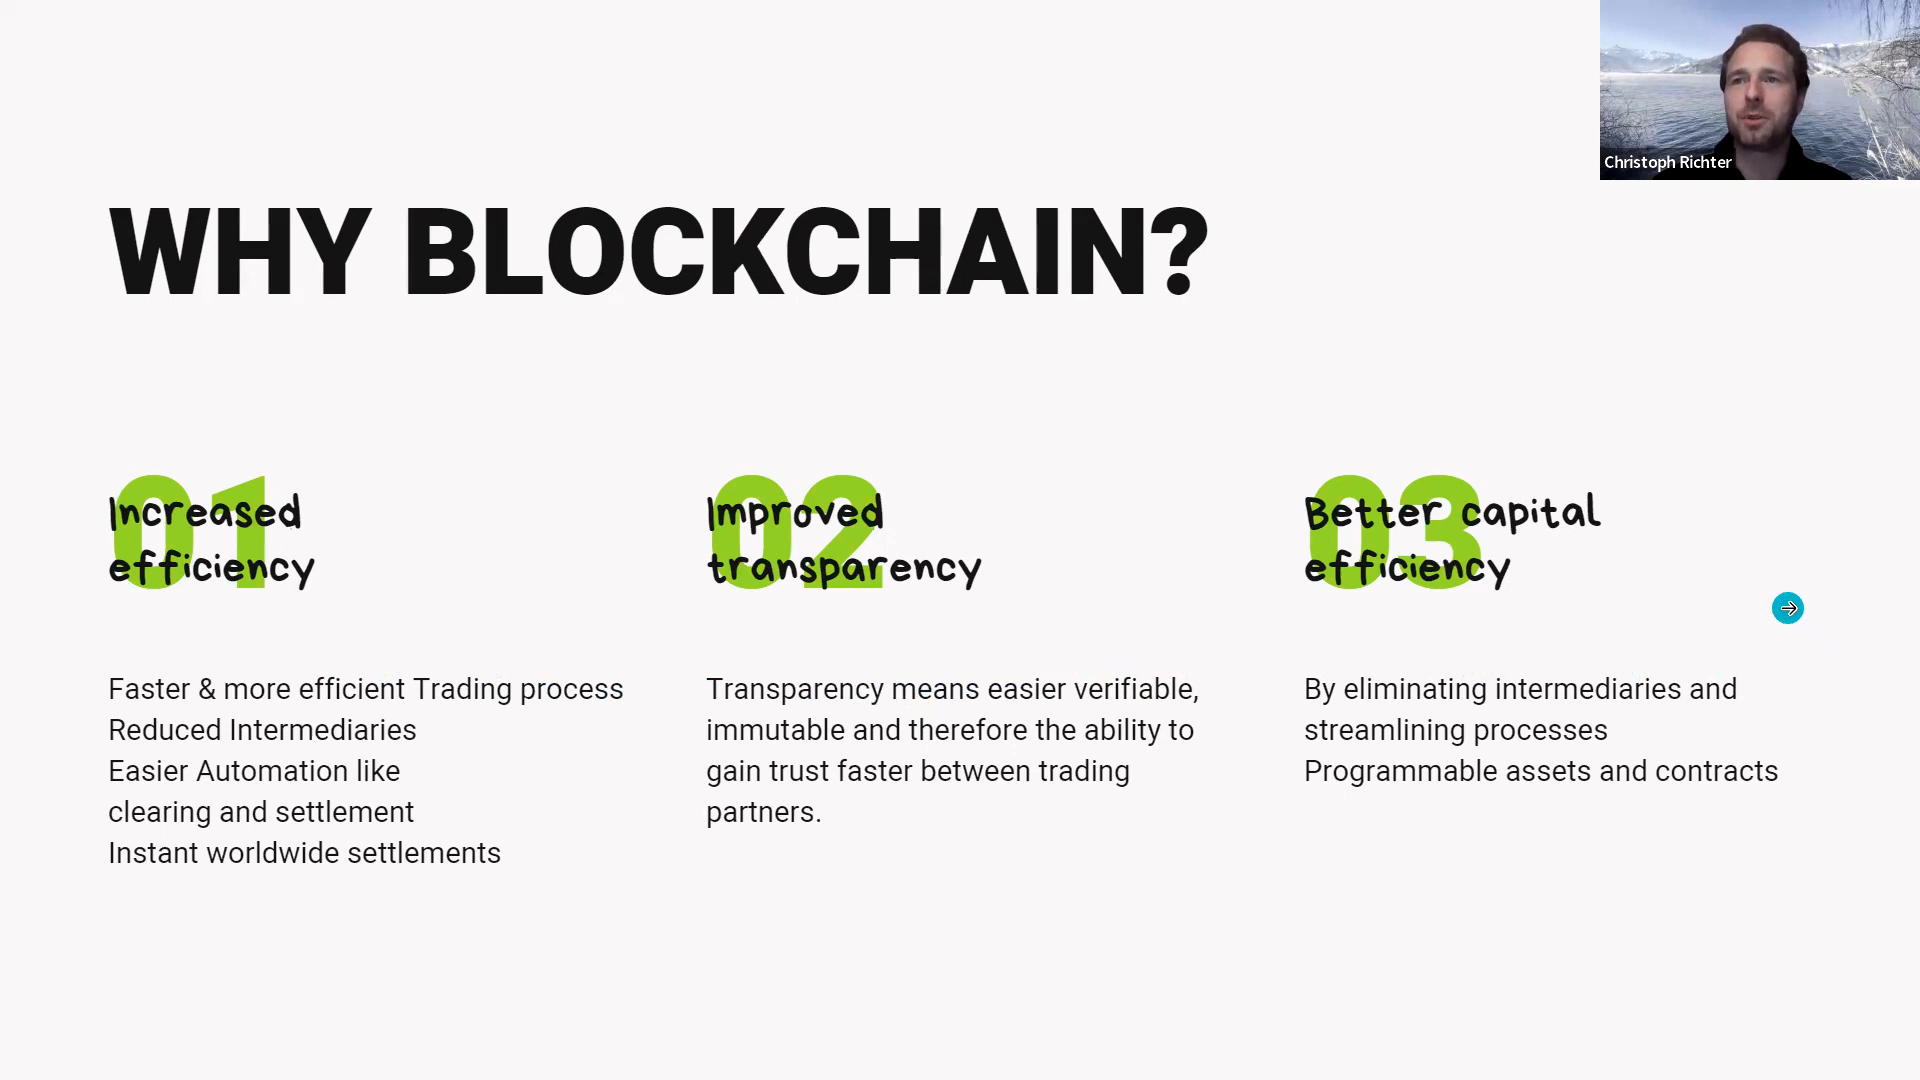 Christoph Richter
WHY BLOCKCHAIN?
01
Increased
efficiency
Faster & more efficient Trading process
Reduced Intermediaries
Easier Automation like
clearing and settlement
Instant worldwide settlements
02
Improved
transparency
Transparency means easier verifiable,
immutable and therefore the ability to
gain trust faster between trading
partners.
03
Better capital
efficiency
By eliminating intermediaries and
streamlining processes
Programmable assets and contracts